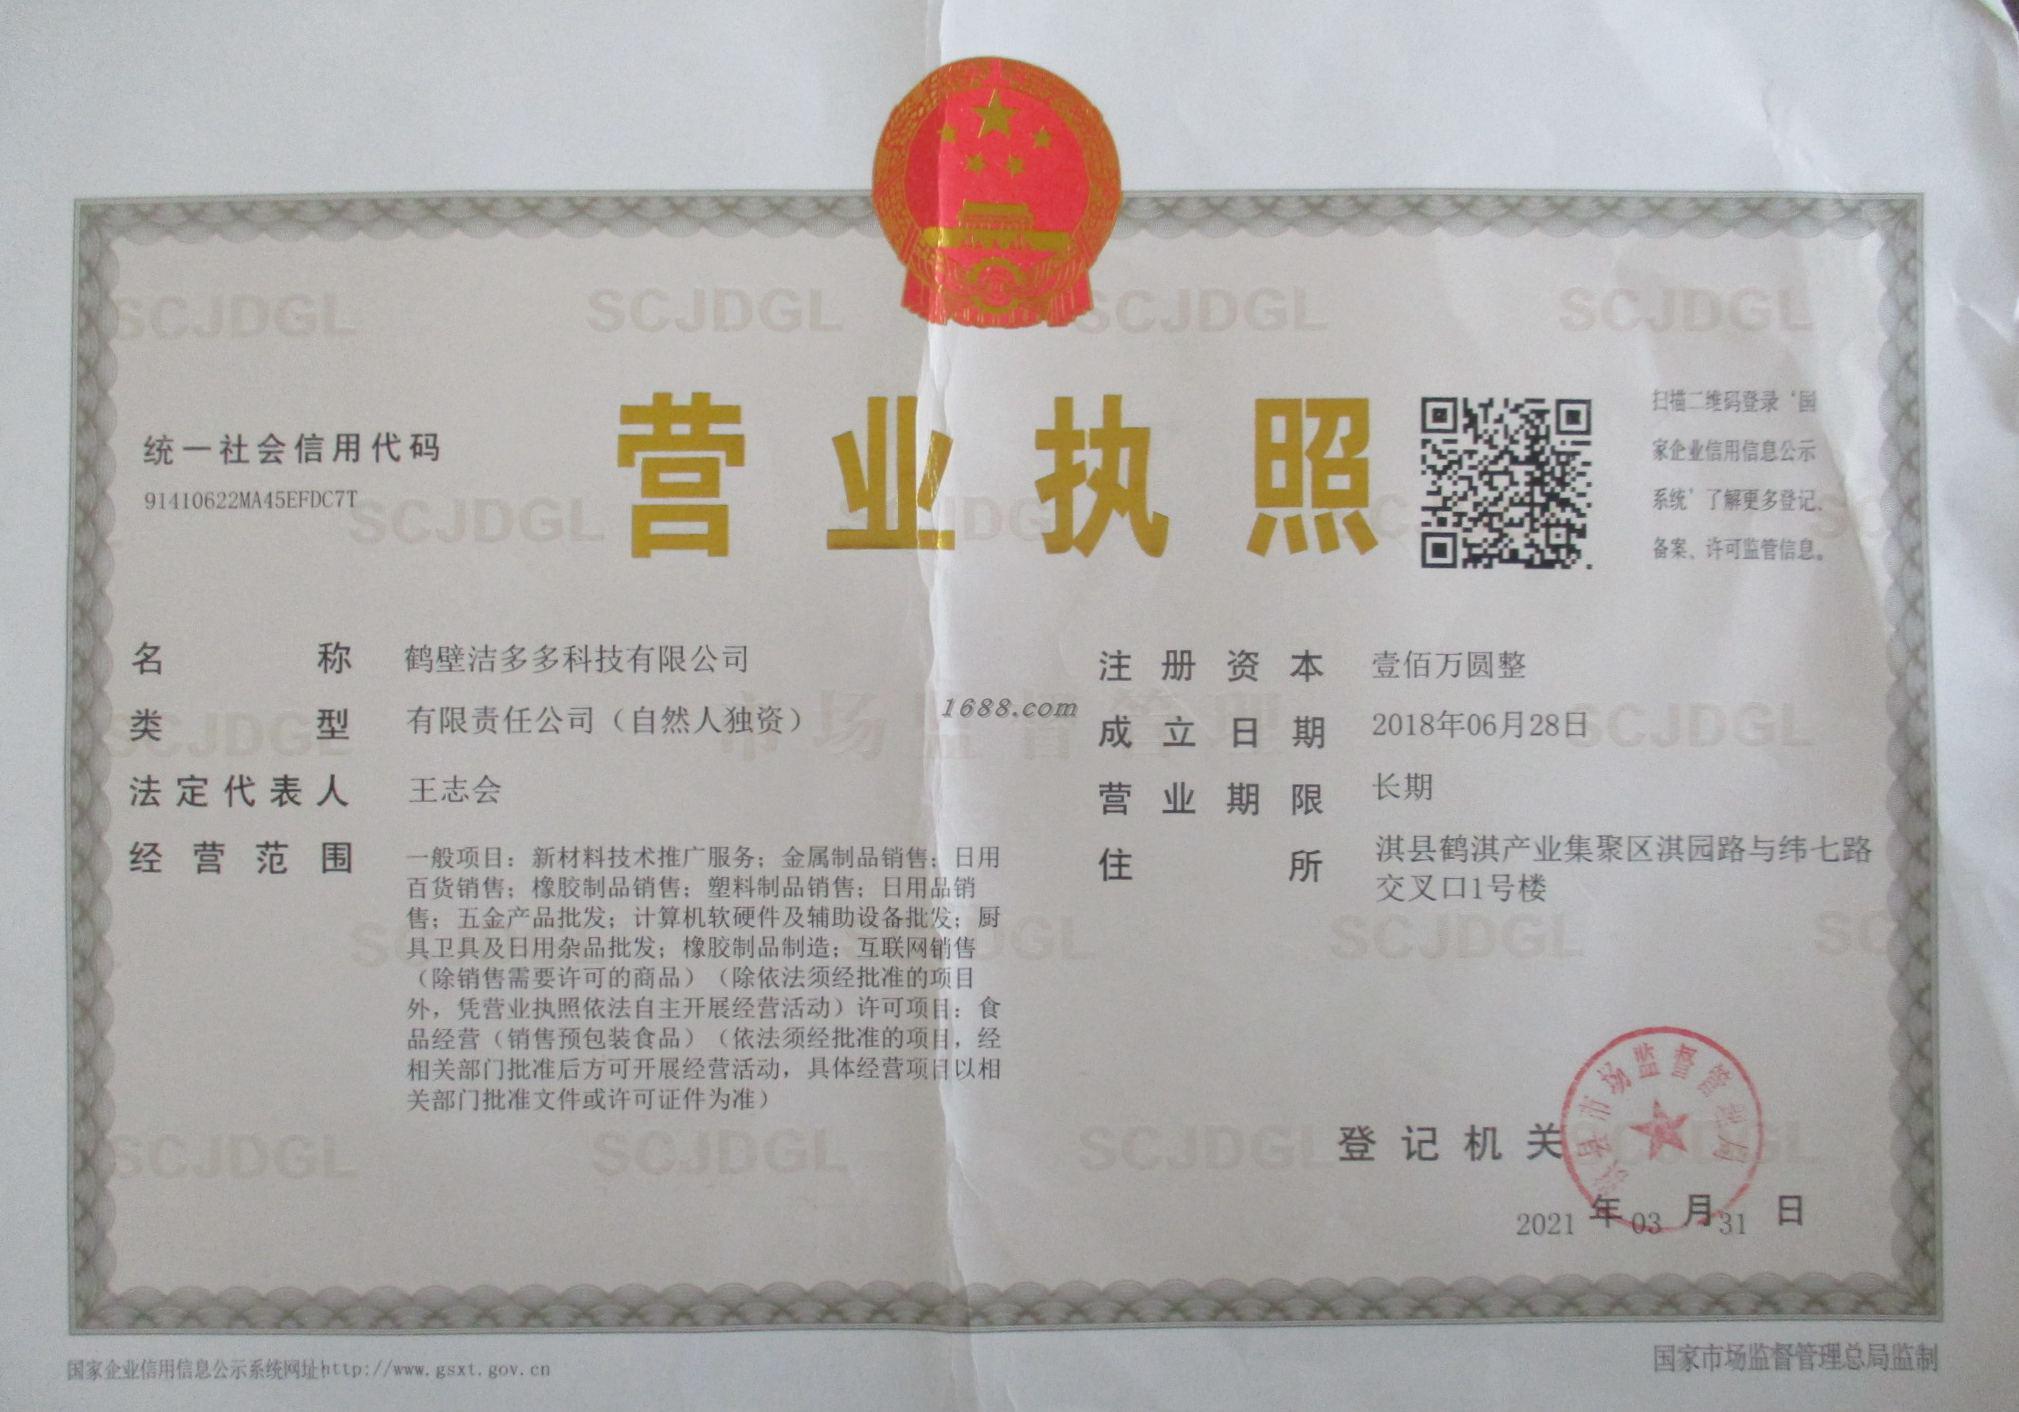 营业执照
统一社会信用代码
91410622MA45EFDC7T
扫描二维码登录‘国
家企业信用信息公示
系统’了解更多登记、
备案、许可监管信息。
名称 鹤壁洁多多科技有限公司
类型 有限责任公司（自然人独资）
法定代表人 王志会
经营范围 一般项目：新材料技术推广服务；金属制品销售；日用
百货销售；橡胶制品销售；塑料制品销售；日用品销
售；五金产品批发；计算机软硬件及辅助设备批发；厨
具卫具及日用杂品批发；橡胶制品制造；互联网销售
（除销售需要许可的商品）（除依法须经批准的项目
外，凭营业执照依法自主开展经营活动）许可项目：食
品经营（销售预包装食品）（依法须经批准的项目，经
相关部门批准后方可开展经营活动，具体经营项目以相
关部门批准文件或许可证件为准）
注册资本 壹佰万圆整
成立日期 2018年06月28日
营业期限 长期
住所 淇县鹤淇产业集聚区淇园路与纬七路
交叉口1号楼
1688.com
市场监督管理
SCJDGL
登记机关
淇县市场监督管理局
2021年03月31日
国家企业信用信息公示系统网址http://www.gsxt.gov.cn
国家市场监督管理总局监制